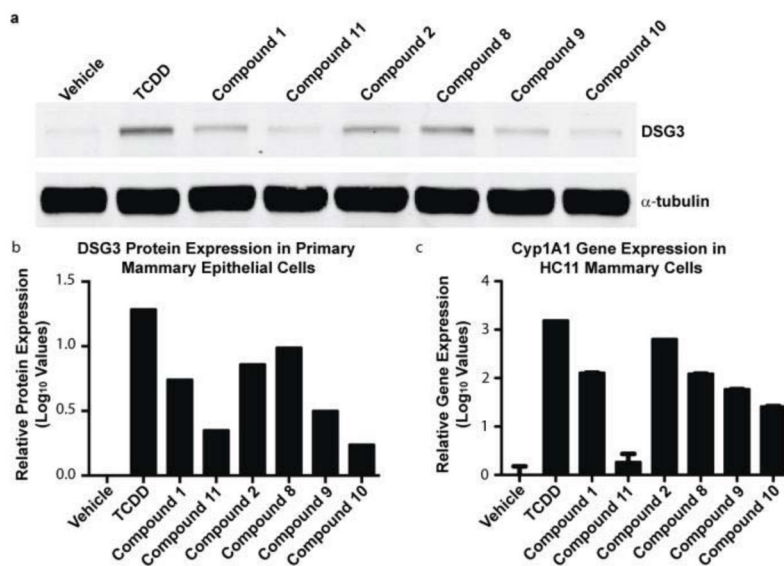 a
Vehicle
TCDD
Compound 1
Compound 11
Compound 2
Compound 8
Compound 9
Compound 10
DSG3
α-tubulin
b
DSG3 Protein Expression in Primary
Mammary Epithelial Cells
Relative Protein Expression
(Log₁₀ Values)
1.5
1.0
0.5
0.0
Vehicle
TCDD
Compound 1
Compound 11
Compound 2
Compound 8
Compound 9
Compound 10
c
Cyp1A1 Gene Expression in
HC11 Mammary Cells
Relative Gene Expression
(Log₁₀ Values)
4
3
2
1
0
Vehicle
TCDD
Compound 1
Compound 11
Compound 2
Compound 8
Compound 9
Compound 10